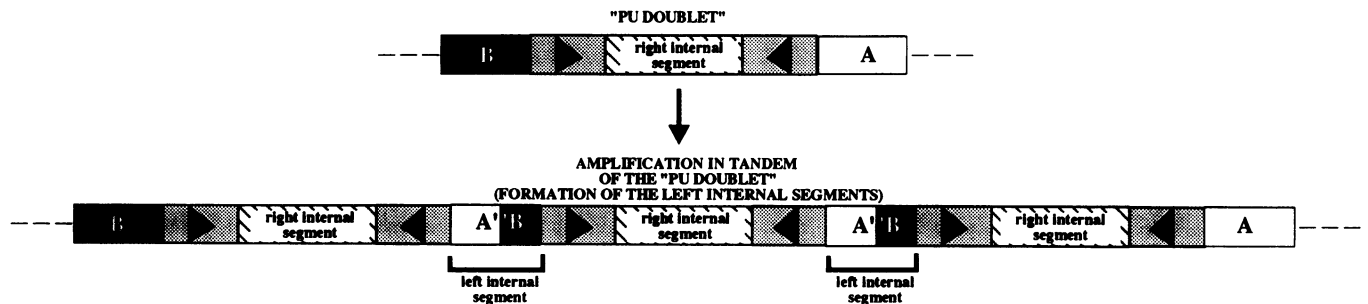 "PU DOUBLET"
B
right internal
segment
A
AMPLIFICATION IN TANDEM
OF THE "PU DOUBLET"
(FORMATION OF THE LEFT INTERNAL SEGMENTS)
B
right internal
segment
A' 'B
right internal
segment
A' 'B
right internal
segment
A
left internal
segment
left internal
segment